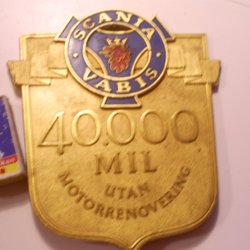 SCANIA
VABIS
40.000
MIL
UTAN
MOTORRENOVERING